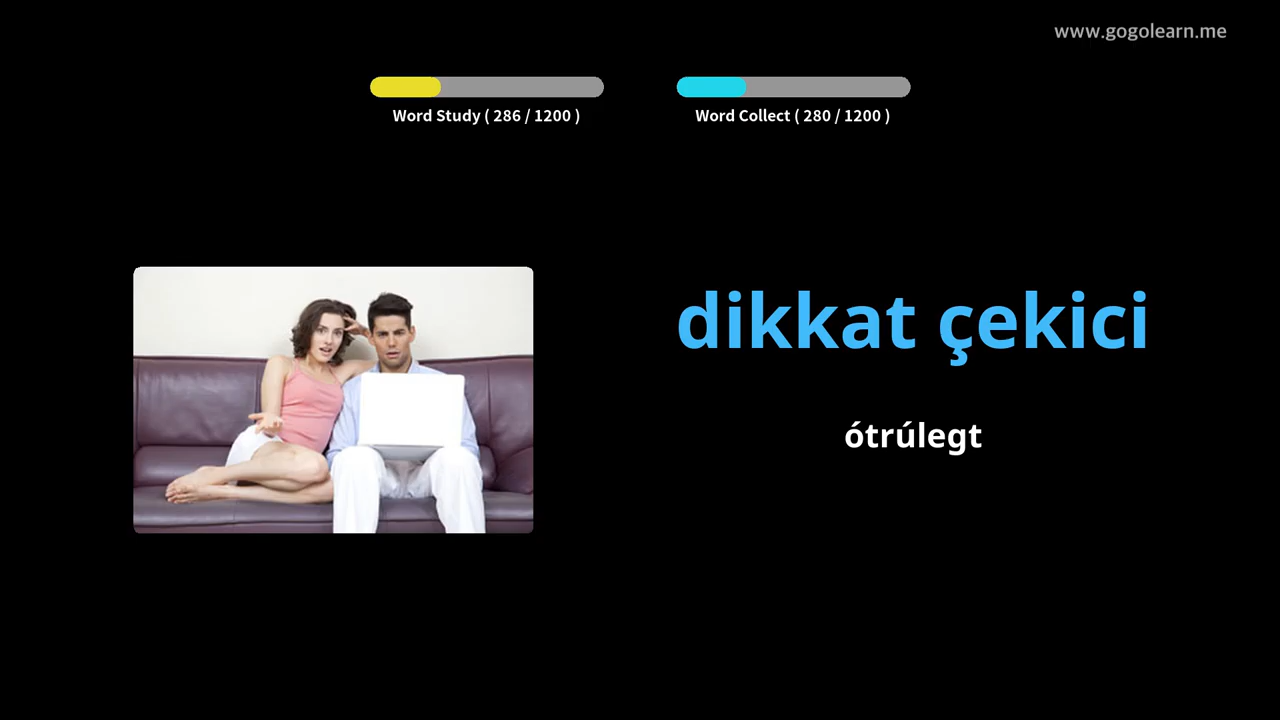 www.gogolearn.me
Word Study ( 286 / 1200 )
Word Collect ( 280 / 1200 )
dikkat çekici
ótrúlegt